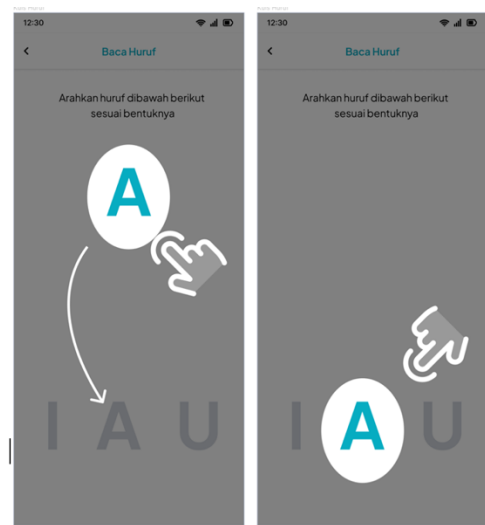 12:30
Baca Huruf
Arahkan huruf dibawah berikut
sesuai bentuknya
A
I A U
12:30
Baca Huruf
Arahkan huruf dibawah berikut
sesuai bentuknya
I A U